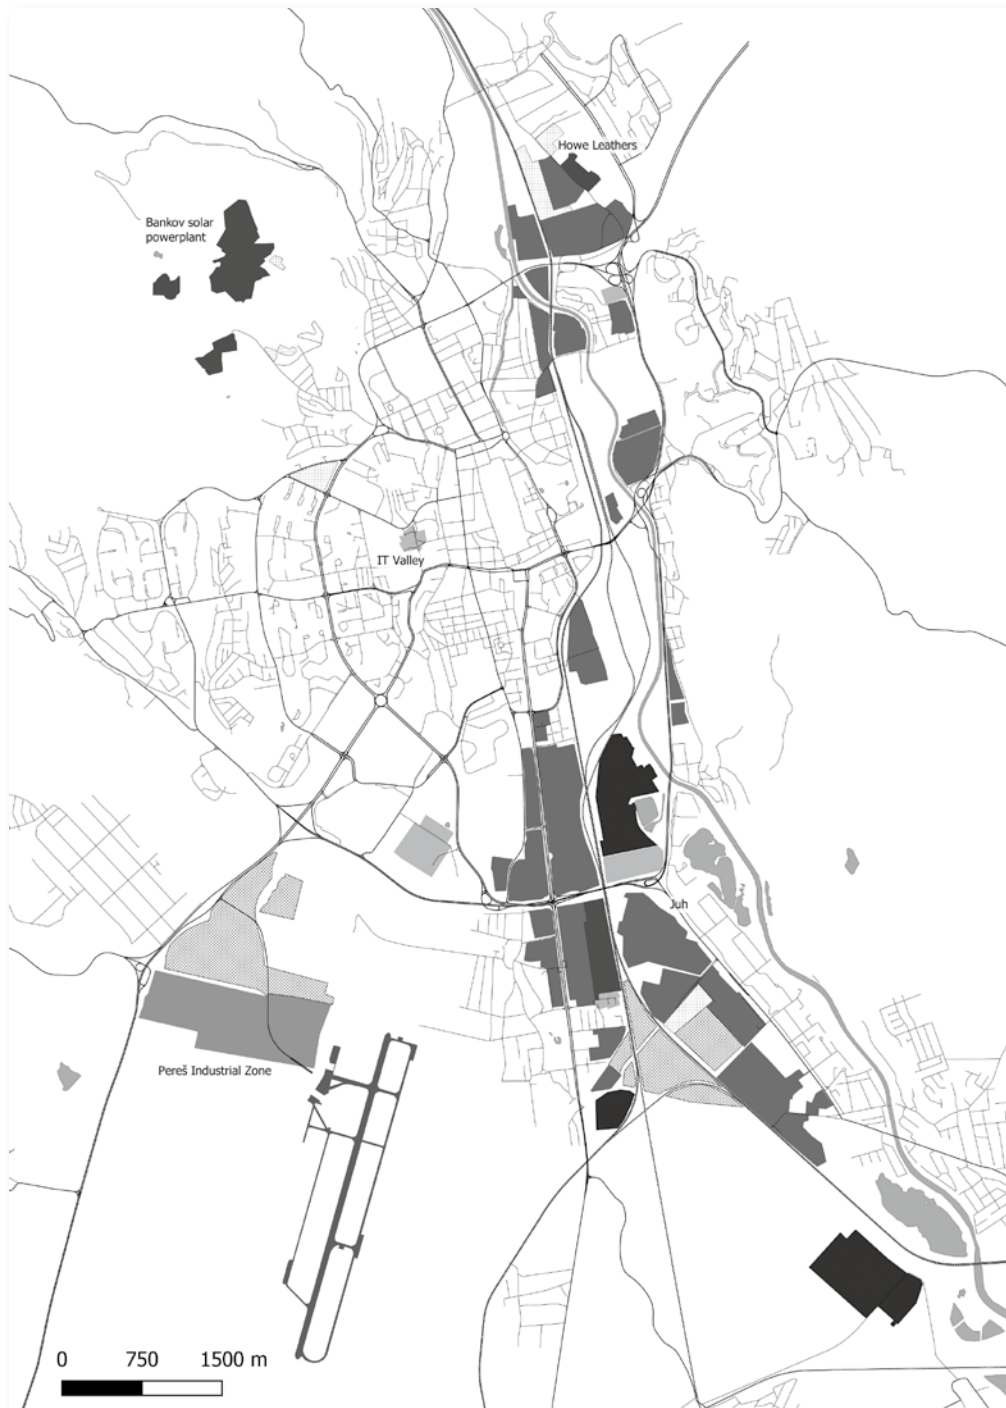 Howe Leathers
Bankov solar
powerplant
IT Valley
Juh
Pereš Industrial Zone
0 750 1500 m